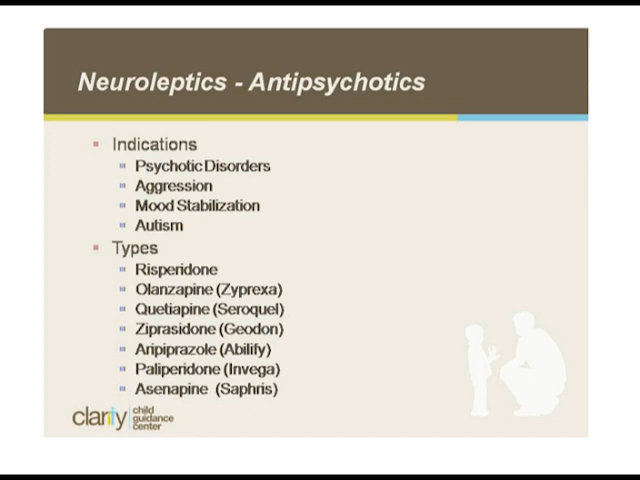 Neuroleptics - Antipsychotics
Indications
Psychotic Disorders
Aggression
Mood Stabilization
Autism
Types
Risperidone
Olanzapine (Zyprexa)
Quetiapine (Seroquel)
Ziprasidone (Geodon)
Aripiprazole (Abilify)
Paliperidone (Invega)
Asenapine (Saphris)
clarity
child
guidance
center